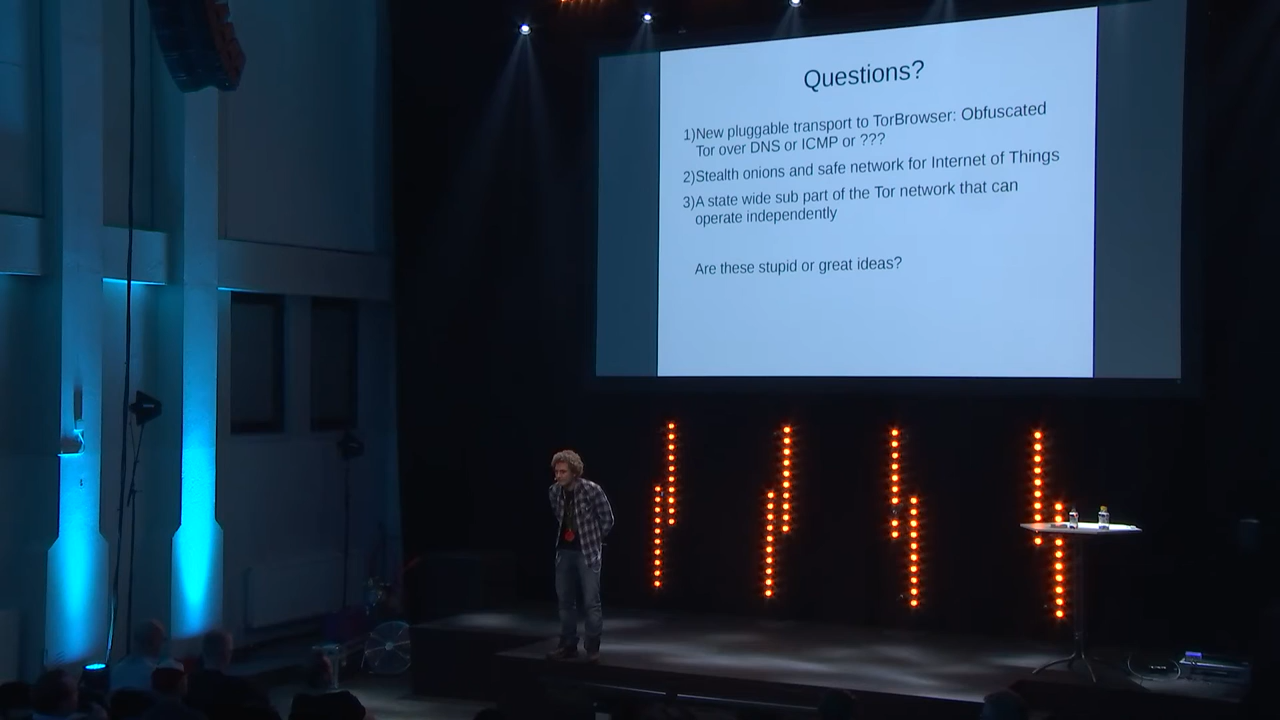 Questions?
1)New pluggable transport to TorBrowser: Obfuscated
Tor over DNS or ICMP or ???
2)Stealth onions and safe network for Internet of Things
3)A state wide sub part of the Tor network that can
operate independently
Are these stupid or great ideas?